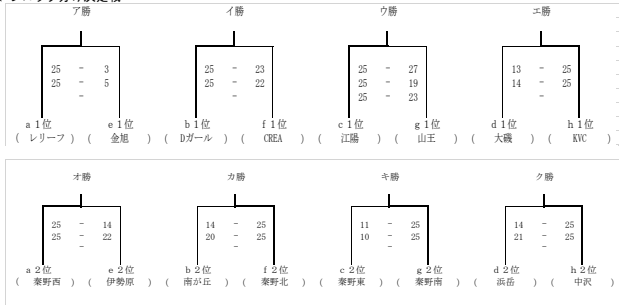 ア勝 イ勝 ウ勝 エ勝
25 － 3 25 － 23 25 － 27 13 － 25
25 － 5 25 － 22 25 － 19 14 － 25
－ － 25 － 23 －
a 1位 e 1位 b 1位 f 1位 c 1位 g 1位 d 1位 h 1位
( レリーフ ) ( 金旭 ) ( Dガール ) ( CREA ) ( 江陽 ) ( 山王 ) ( 大磯 ) ( KVC )
オ勝 カ勝 キ勝 ク勝
25 － 14 14 － 25 11 － 25 14 － 25
25 － 22 20 － 25 10 － 25 21 － 25
－ － － －
a 2位 e 2位 b 2位 f 2位 c 2位 g 2位 d 2位 h 2位
( 秦野西 ) ( 伊勢原 ) ( 南が丘 ) ( 秦野北 ) ( 秦野東 ) ( 秦野南 ) ( 浜岳 ) ( 中沢 )